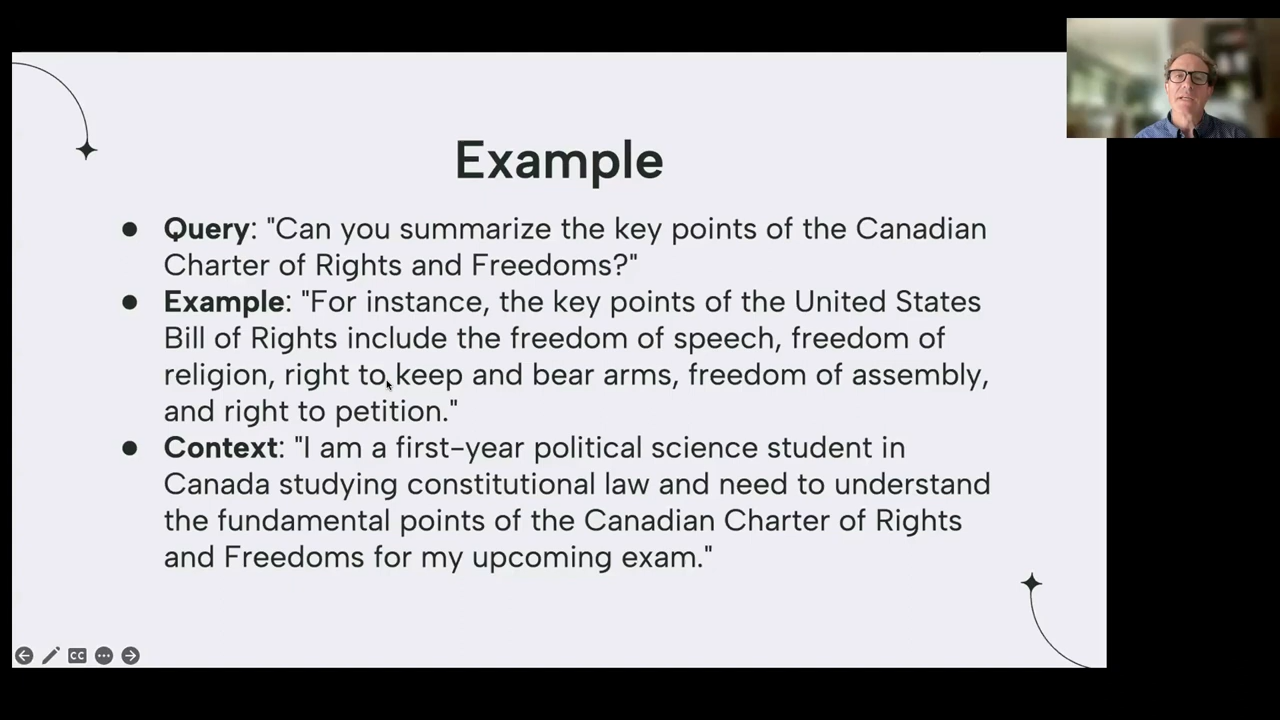 Example
● Query: "Can you summarize the key points of the Canadian
Charter of Rights and Freedoms?"
● Example: "For instance, the key points of the United States
Bill of Rights include the freedom of speech, freedom of
religion, right to keep and bear arms, freedom of assembly,
and right to petition."
● Context: "I am a first-year political science student in
Canada studying constitutional law and need to understand
the fundamental points of the Canadian Charter of Rights
and Freedoms for my upcoming exam."
CC